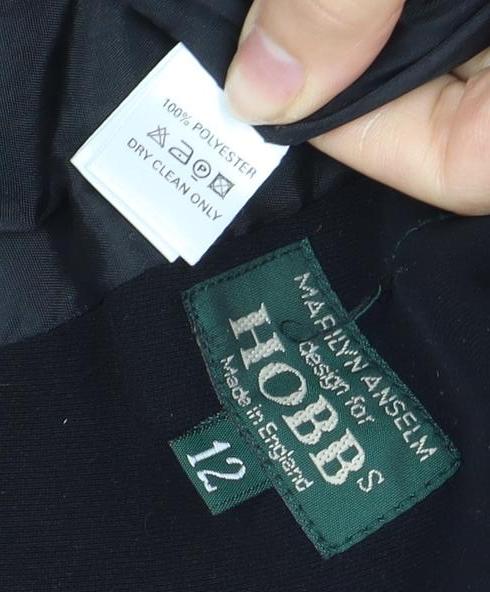 100% POLYESTER
P
DRY CLEAN ONLY
MARILYN ANSELM
design for
HOBBS
Made in England
12